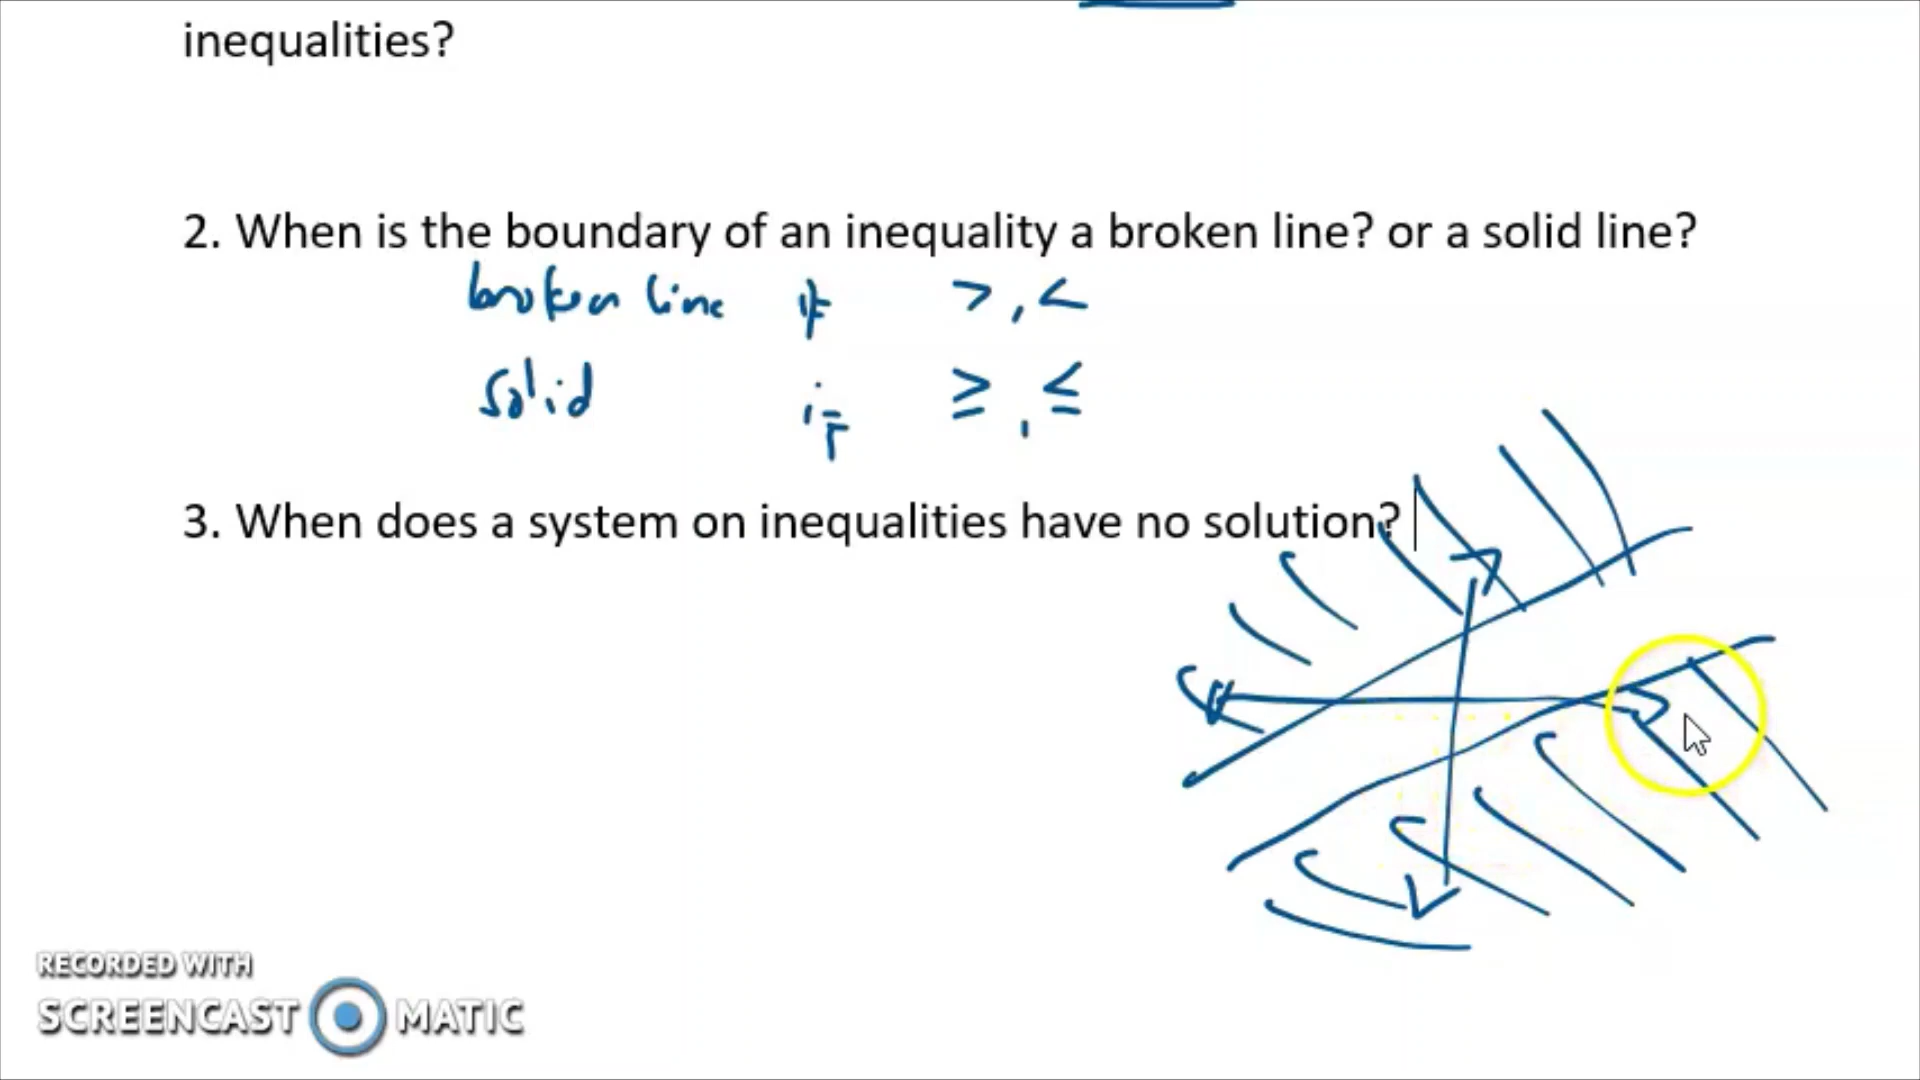 inequalities?
2. When is the boundary of an inequality a broken line? or a solid line?
broken line if >, <
solid if ≥, ≤
3. When does a system on inequalities have no solution?
RECORDED WITH
SCREENCAST MATIC